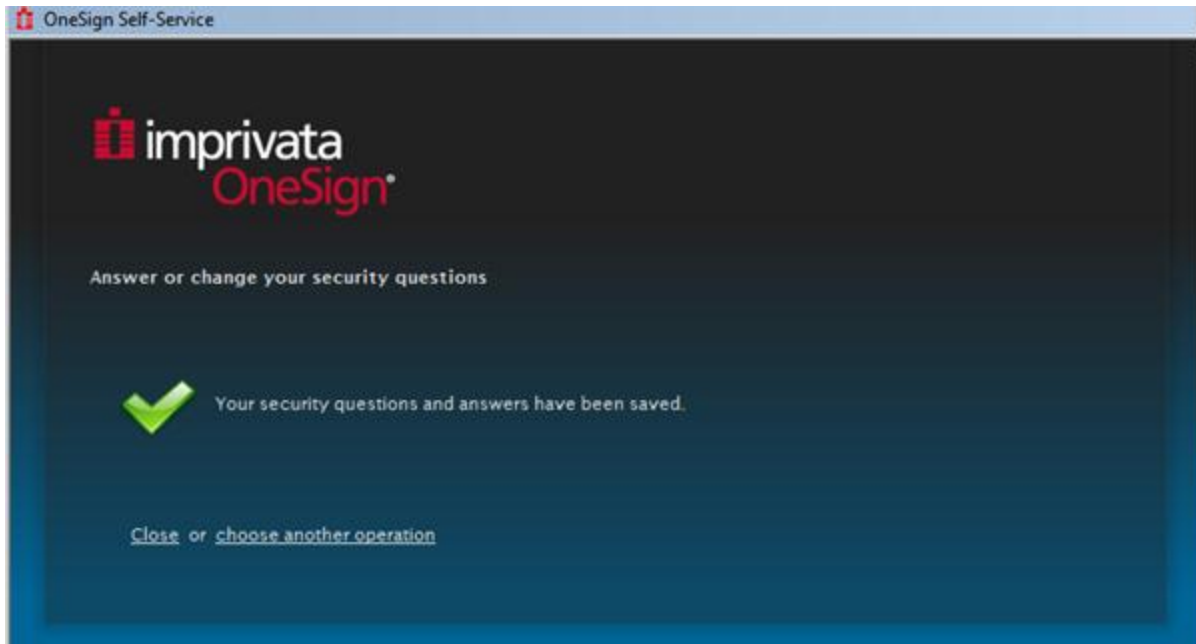 OneSign Self-Service
imprivata
OneSign
Answer or change your security questions
Your security questions and answers have been saved.
Close or choose another operation